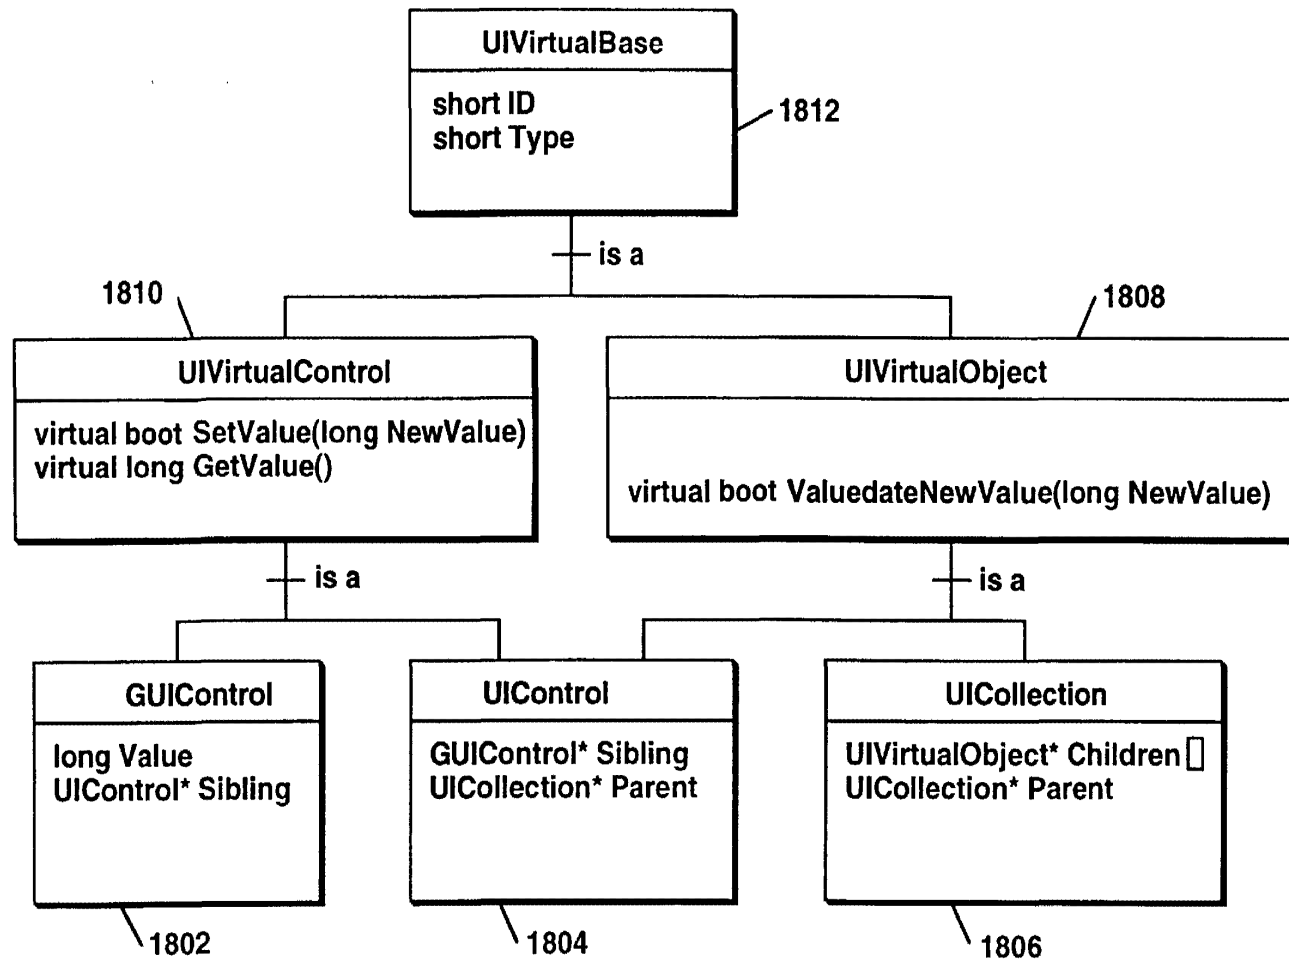 UIVirtualBase
short ID
short Type
1812
is a
1810
1808
UIVirtualControl
virtual boot SetValue(long NewValue)
virtual long GetValue()
UIVirtualObject
virtual boot ValuedateNewValue(long NewValue)
is a
is a
GUIControl
long Value
UIControl* Sibling
UIControl
GUIControl* Sibling
UICollection* Parent
UICollection
UIVirtualObject* Children[]
UICollection* Parent
1802
1804
1806